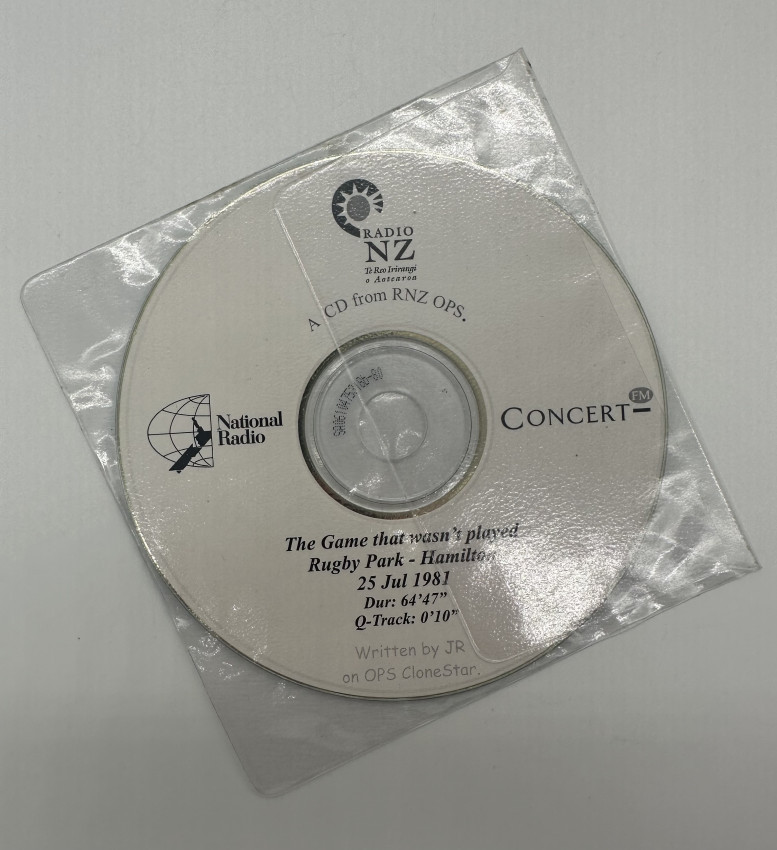 RADIO
NZ
Te Reo Irirangi
o Aotearoa
A CD from RNZ OPS.
National
Radio
CONCERT FM
The Game that wasn't played
Rugby Park - Hamilton
25 Jul 1981
Dur: 64'47"
Q-Track: 0'10"
Written by JR
on OPS CloneStar.